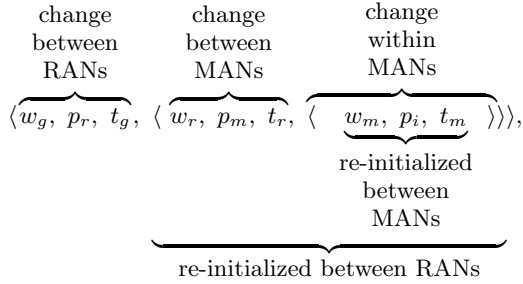 change change change
between between within
RANs MANs MANs
⟨w_g, p_r, t_g, ⟨ w_r, p_m, t_r, ⟨ w_m, p_i, t_m ⟩⟩⟩,
re-initialized
between
MANs
re-initialized between RANs